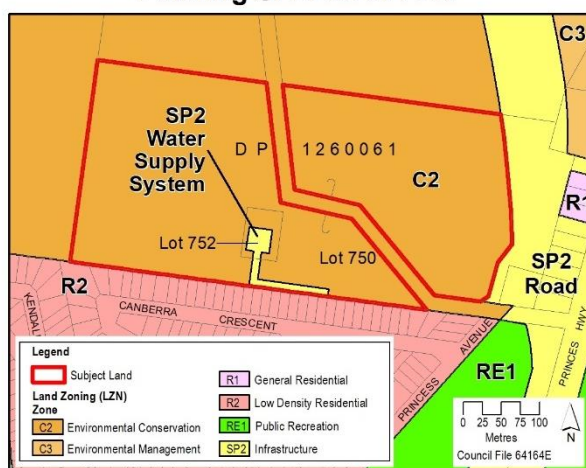 C3
SP2
Water
Supply
System
D P 1260061
C2
R1
Lot 752
Lot 750
SP2
Road
R2
CANBERRA
CRESCENT
PRINCESS
AVENUE
PRINCES
HWY
RE1
Legend
Subject Land
Land Zoning (LZN)
Zone
C2 Environmental Conservation
C3 Environmental Management
R1 General Residential
R2 Low Density Residential
RE1 Public Recreation
SP2 Infrastructure
0 25 50 75 100
Metres
N
Council File 64164E